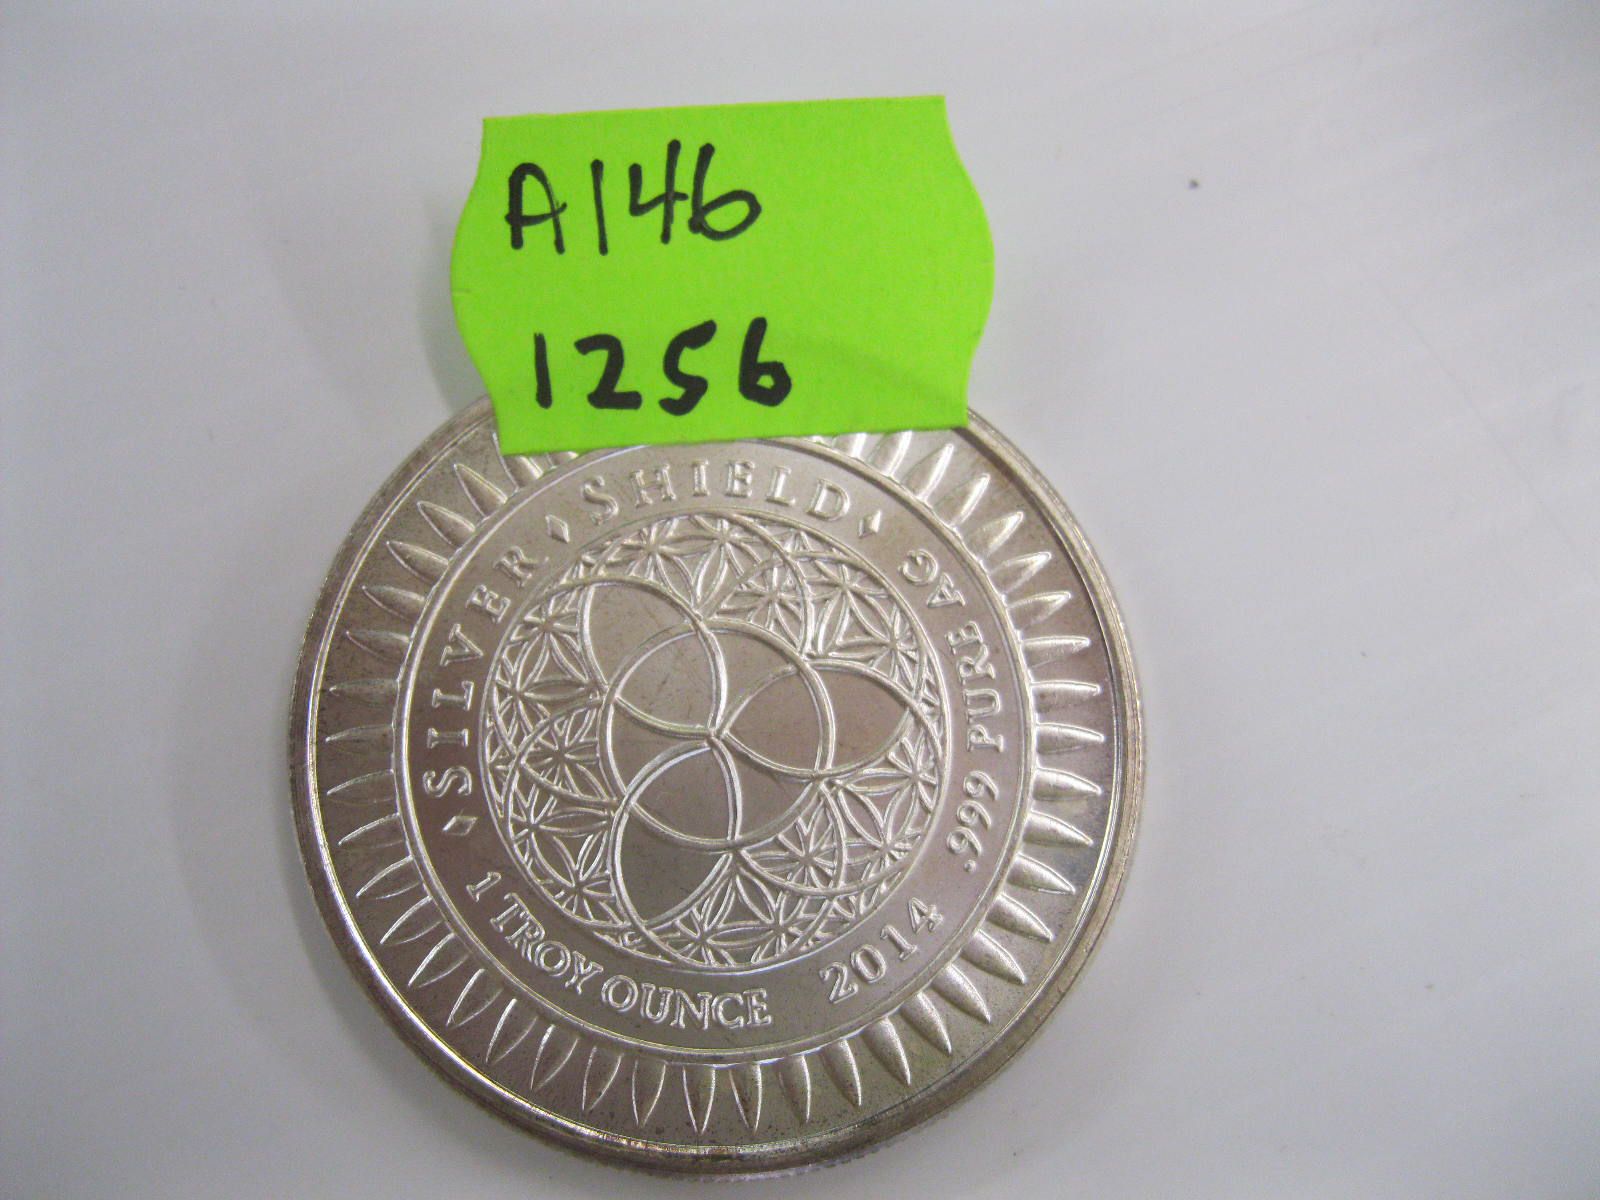 A146
1256
SILVER ♦ SHIELD
.999 PURE AG
1 TROY OUNCE 2014